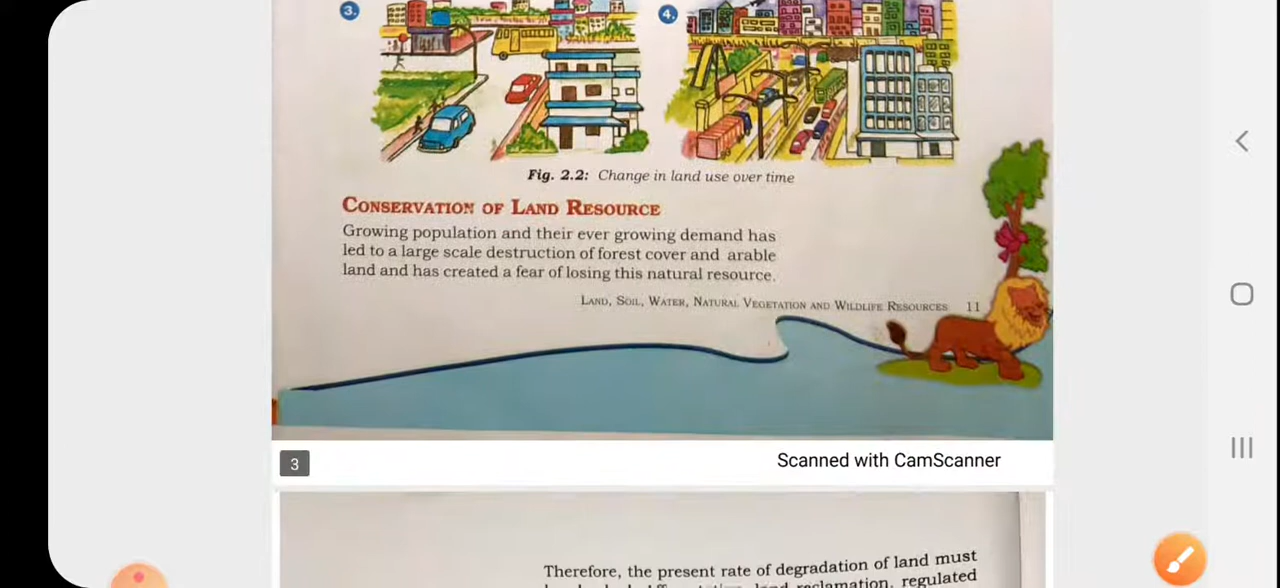 3.
4.
Fig. 2.2: Change in land use over time
CONSERVATION OF LAND RESOURCE
Growing population and their ever growing demand has
led to a large scale destruction of forest cover and arable
land and has created a fear of losing this natural resource.
LAND, SOIL, WATER, NATURAL VEGETATION AND WILDLIFE RESOURCES 11
3
Scanned with CamScanner
Therefore, the present rate of degradation of land must
land reclamation, regulated